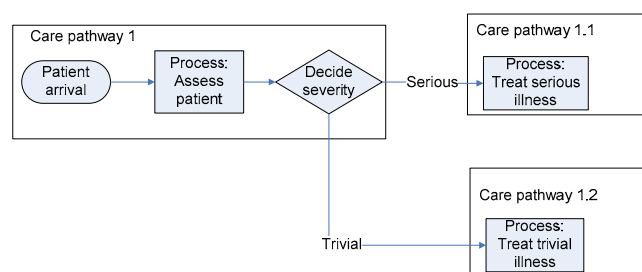 Care pathway 1
Patient
arrival
Process:
Assess
patient
Decide
severity
Serious
Care pathway 1.1
Process:
Treat serious
illness
Trivial
Care pathway 1.2
Process:
Treat trivial
illness